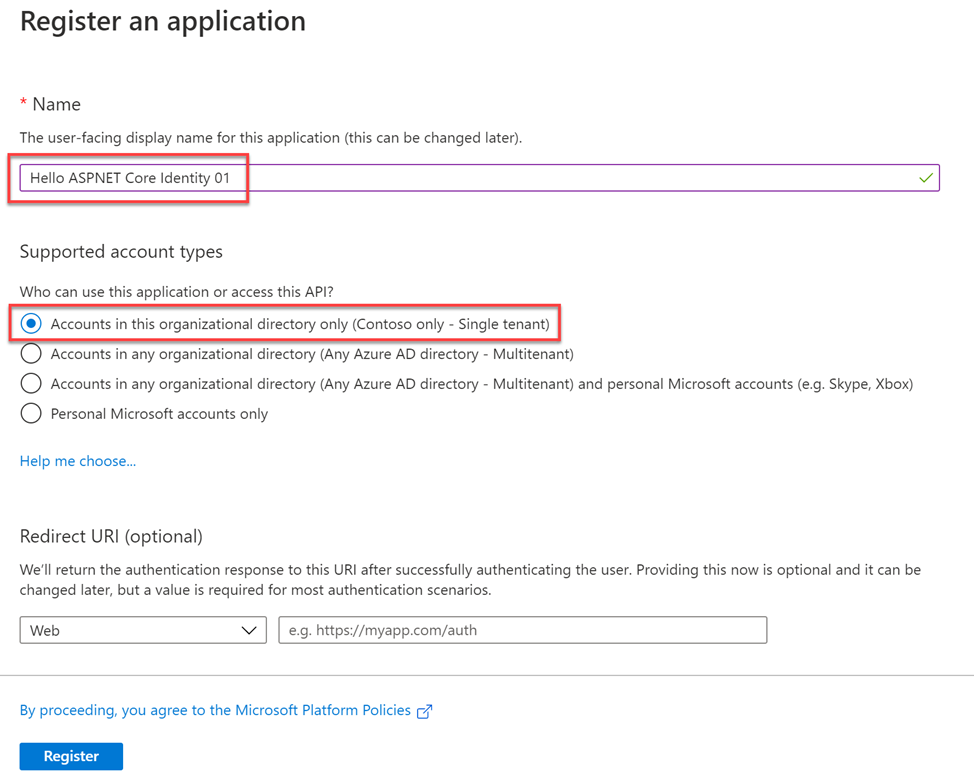 Register an application
* Name
The user-facing display name for this application (this can be changed later).
Hello ASPNET Core Identity 01
Supported account types
Who can use this application or access this API?
Accounts in this organizational directory only (Contoso only - Single tenant)
Accounts in any organizational directory (Any Azure AD directory - Multitenant)
Accounts in any organizational directory (Any Azure AD directory - Multitenant) and personal Microsoft accounts (e.g. Skype, Xbox)
Personal Microsoft accounts only
Help me choose...
Redirect URI (optional)
We'll return the authentication response to this URI after successfully authenticating the user. Providing this now is optional and it can be
changed later, but a value is required for most authentication scenarios.
Web e.g. https://myapp.com/auth
By proceeding, you agree to the Microsoft Platform Policies
Register